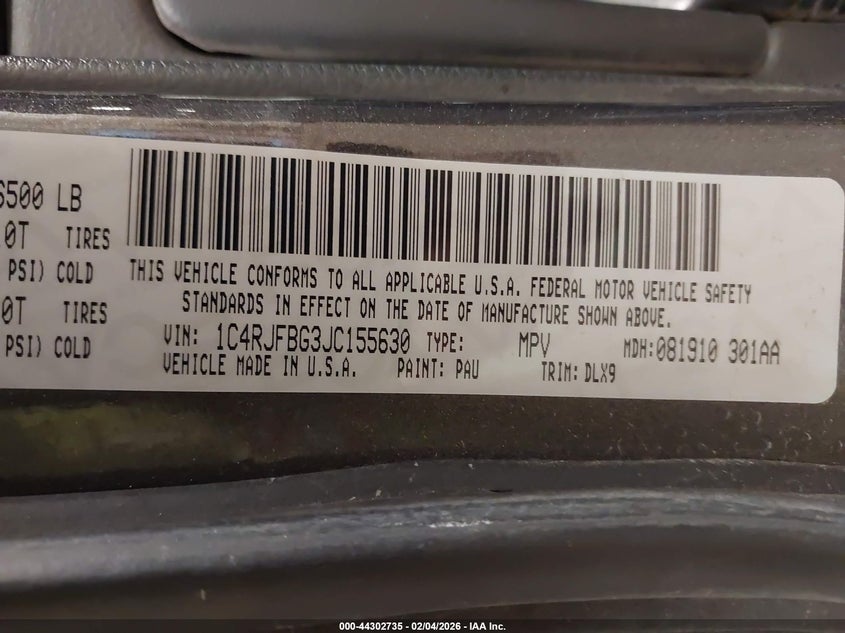 6500 LB
0T TIRES
PSI) COLD
0T TIRES
PSI) COLD
THIS VEHICLE CONFORMS TO ALL APPLICABLE U.S.A. FEDERAL MOTOR VEHICLE SAFETY
STANDARDS IN EFFECT ON THE DATE OF MANUFACTURE SHOWN ABOVE.
VIN: 1C4RJFBG3JC155630 TYPE: MPV MDH:081910 301AA
VEHICLE MADE IN U.S.A. PAINT: PAU TRIM: DLX9
000-44302735 - 02/04/2026 - IAA Inc.